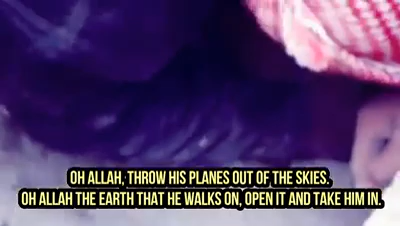 OH ALLAH, THROW HIS PLANES OUT OF THE SKIES.
OH ALLAH THE EARTH THAT HE WALKS ON, OPEN IT AND TAKE HIM IN.